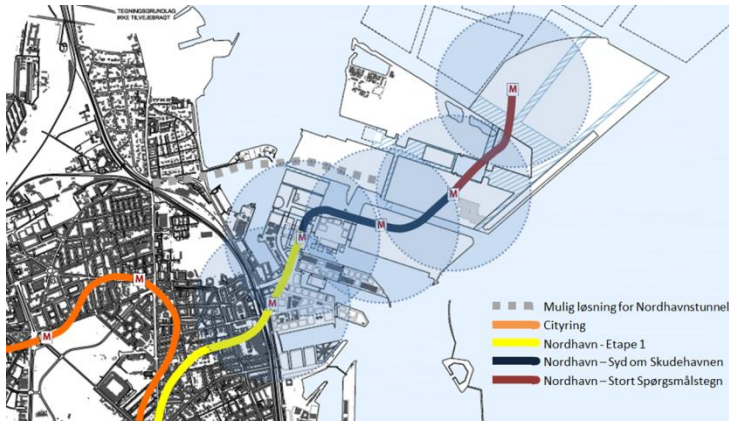 TEGNINGSGRUNDLAG
IKKE TILVEJEBRAGT
M
M
M
M
M
M
M
Mulig løsning for Nordhavnstunnel
Cityring
Nordhavn - Etape 1
Nordhavn – Syd om Skudehavnen
Nordhavn – Stort Spørgsmålstegn